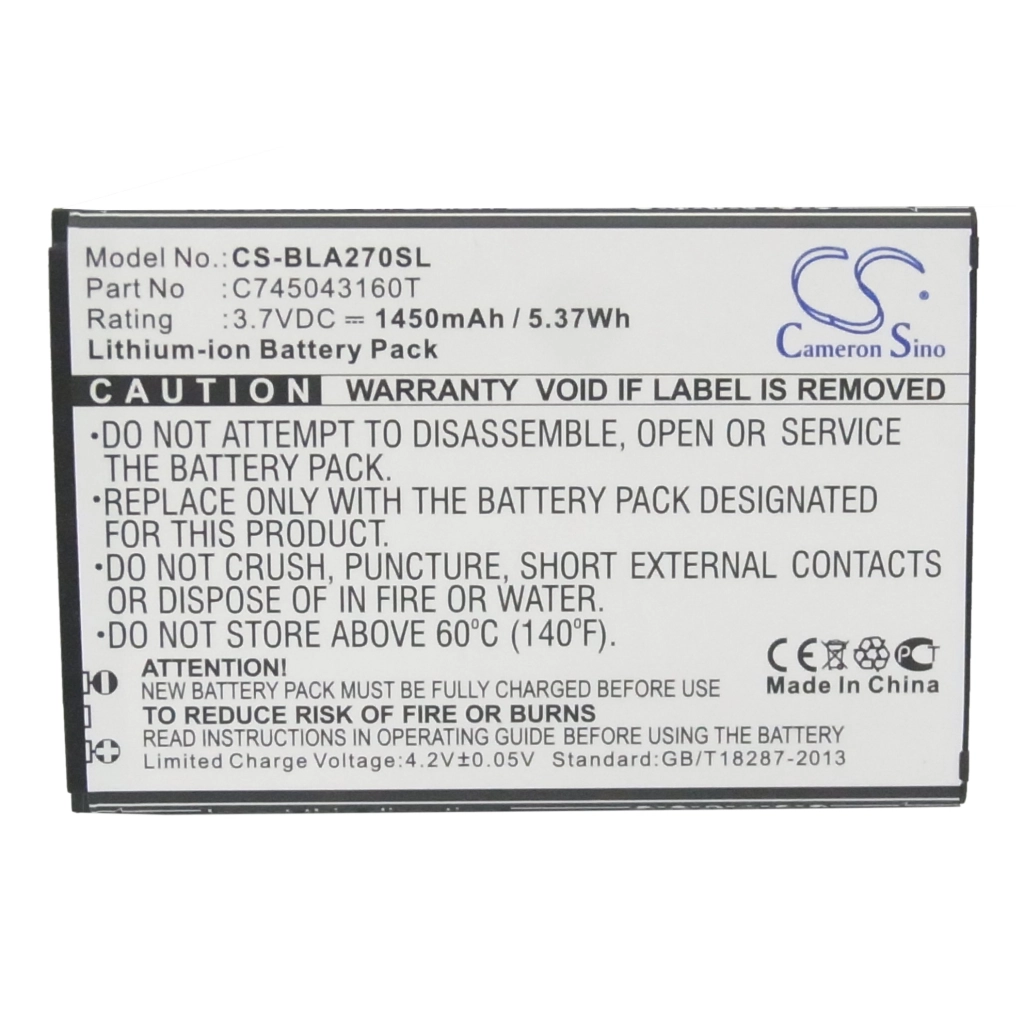 Model No.: CS-BLA270SL
Part No : C745043160T
Rating : 3.7VDC ⎓ 1450mAh / 5.37Wh
Lithium-ion Battery Pack
CS
Cameron Sino
CAUTION WARRANTY VOID IF LABEL IS REMOVED
•DO NOT ATTEMPT TO DISASSEMBLE, OPEN OR SERVICE
THE BATTERY PACK.
•REPLACE ONLY WITH THE BATTERY PACK DESIGNATED
FOR THIS PRODUCT.
•DO NOT CRUSH, PUNCTURE, SHORT EXTERNAL CONTACTS
OR DISPOSE OF IN FIRE OR WATER.
•DO NOT STORE ABOVE 60°C (140°F).
CE PCT
Made In China
ATTENTION!
NEW BATTERY PACK MUST BE FULLY CHARGED BEFORE USE
TO REDUCE RISK OF FIRE OR BURNS
READ INSTRUCTIONS IN OPERATING GUIDE BEFORE USING THE BATTERY
Limited Charge Voltage:4.2V±0.05V Standard:GB/T18287-2013